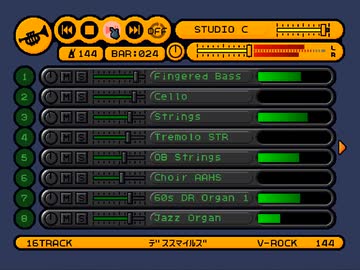 OFF
STUDIO C
144
BAR:024
L
R
1 M S Fingered Bass
2 M S Cello
3 M S Strings
4 M S Tremolo STR
5 M S OB Strings
6 M S Choir AAHS
7 M S 60s DR Organ 1
8 M S Jazz Organ
16TRACK デススマイルズ V-ROCK 144